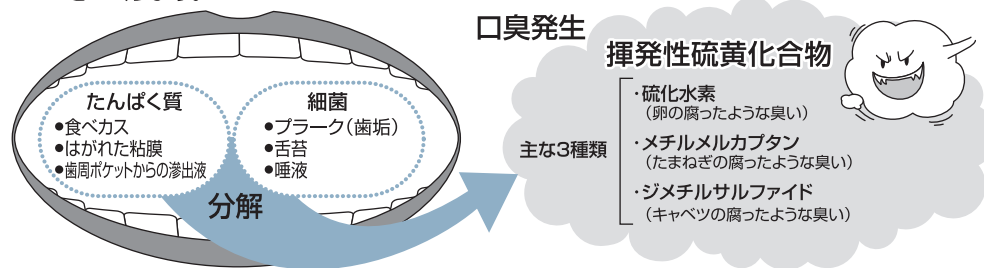 たんぱく質
●食べカス
●はがれた粘膜
●歯周ポケットからの滲出液
細菌
●プラーク（歯垢）
●舌苔
●唾液
分解
口臭発生
揮発性硫黄化合物
主な3種類
・硫化水素
（卵の腐ったような臭い）
・メチルメルカプタン
（たまねぎの腐ったような臭い）
・ジメチルサルファイド
（キャベツの腐ったような臭い）